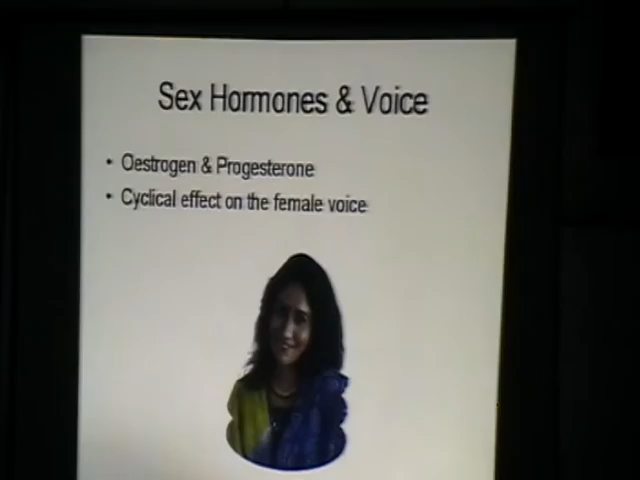 Sex Hormones & Voice
• Oestrogen & Progesterone
• Cyclical effect on the female voice